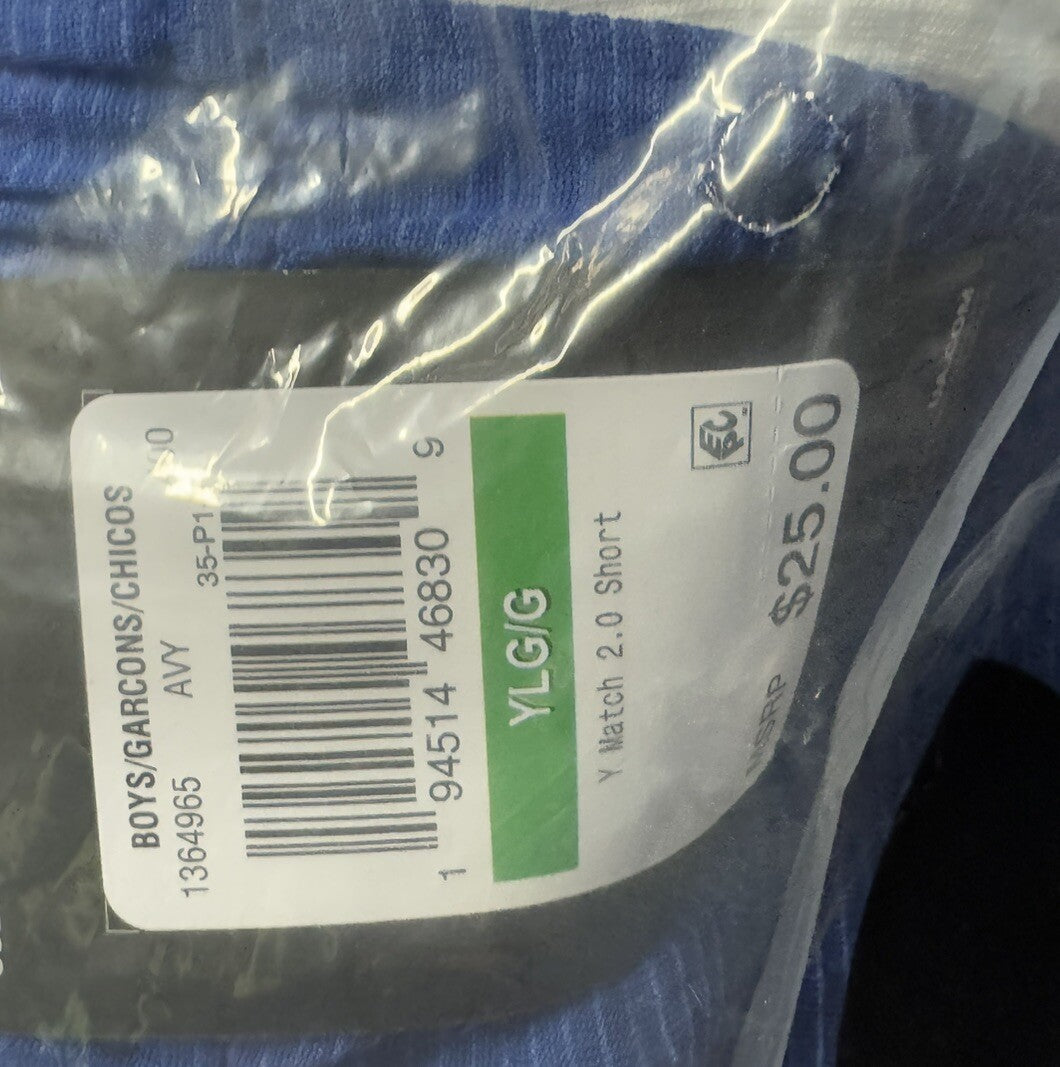 BOYS/GARCONS/CHICOS
1364965 AVY
35-P1
1 94514 46830 9
YLG/G
Y Match 2.0 Short
EPC
MSRP $25.00